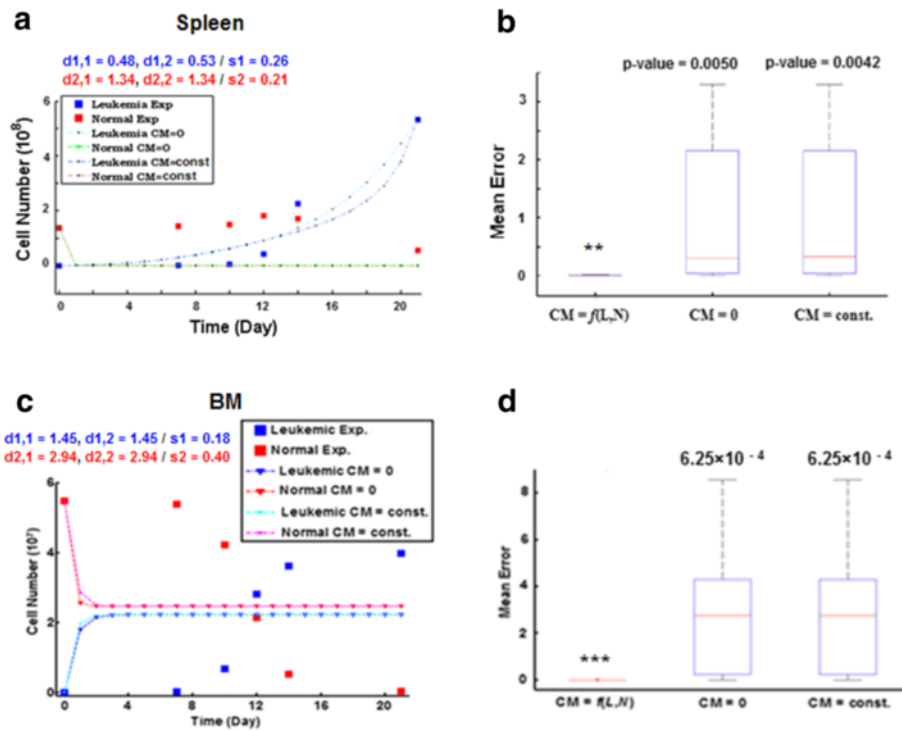 a
Spleen
d1,1 = 0.48, d1,2 = 0.53 / s1 = 0.26
d2,1 = 1.34, d2,2 = 1.34 / s2 = 0.21
Leukemia Exp
Normal Exp
Leukemia CM=O
Normal CM=O
Leukemia CM=const
Normal CM=const
Cell Number (10⁸)
6
4
2
0
0 4 8 12 16 20
Time (Day)
b
p-value = 0.0050 p-value = 0.0042
Mean Error
3
2
1
0
**
CM = f(L,N) CM = 0 CM = const.
c
BM
d1,1 = 1.45, d1,2 = 1.45 / s1 = 0.18
d2,1 = 2.94, d2,2 = 2.94 / s2 = 0.40
Leukemic Exp.
Normal Exp.
Leukemic CM = 0
Normal CM = 0
Leukemic CM = const.
Normal CM = const.
Cell Number (10⁷)
6
4
2
0
0 4 8 12 16 20
Time (Day)
d
6.25×10⁻⁴ 6.25×10⁻⁴
Mean Error
8
6
4
2
0
***
CM = f(L,N) CM = 0 CM = const.